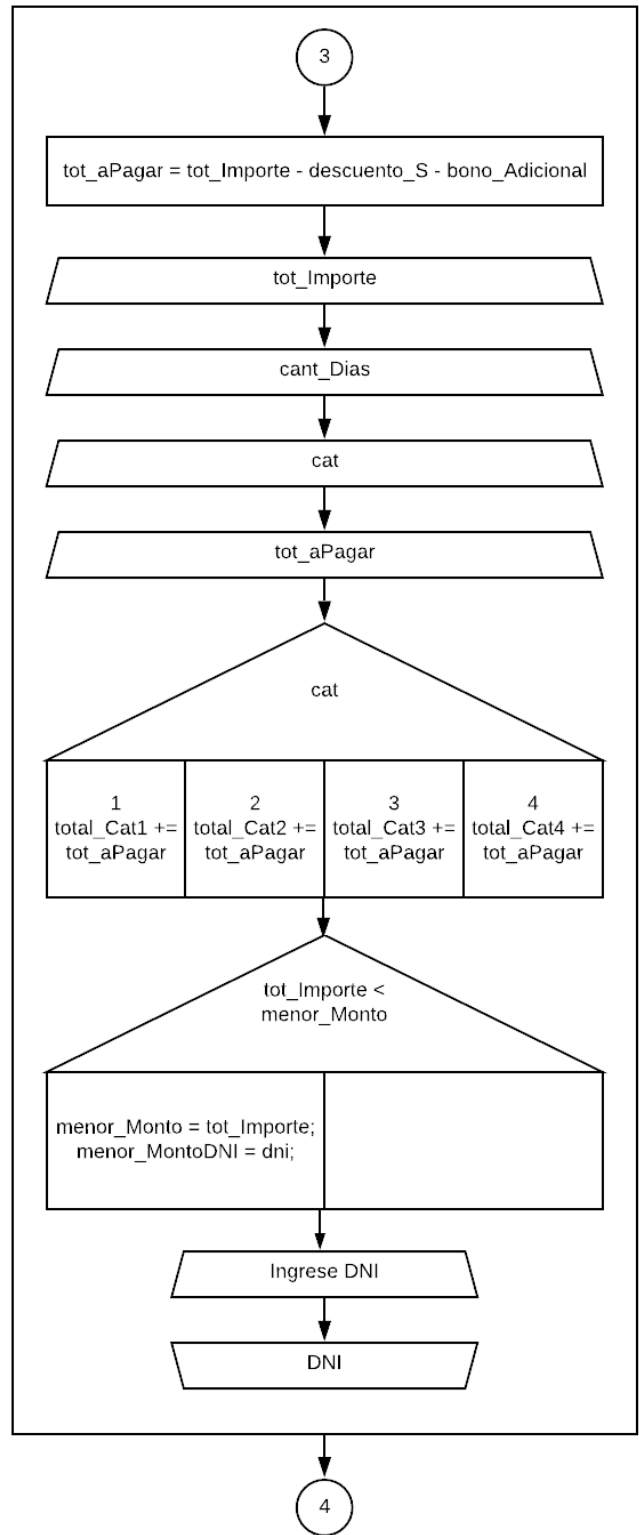 3
tot_aPagar = tot_Importe - descuento_S - bono_Adicional
tot_Importe
cant_Dias
cat
tot_aPagar
cat
1
total_Cat1 +=
tot_aPagar
2
total_Cat2 +=
tot_aPagar
3
total_Cat3 +=
tot_aPagar
4
total_Cat4 +=
tot_aPagar
tot_Importe <
menor_Monto
menor_Monto = tot_Importe;
menor_MontoDNI = dni;
Ingrese DNI
DNI
4